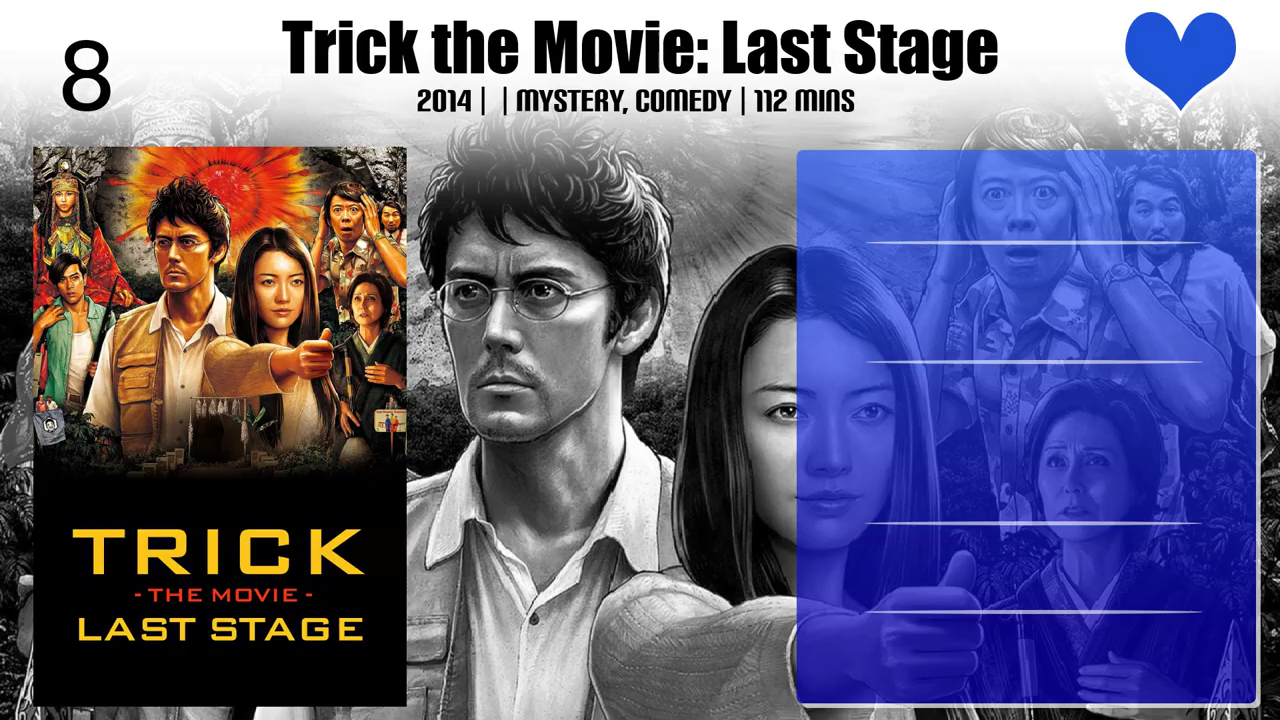 8
Trick the Movie: Last Stage
2014 | | MYSTERY, COMEDY | 112 MINS
TRICK
- THE MOVIE -
LAST STAGE